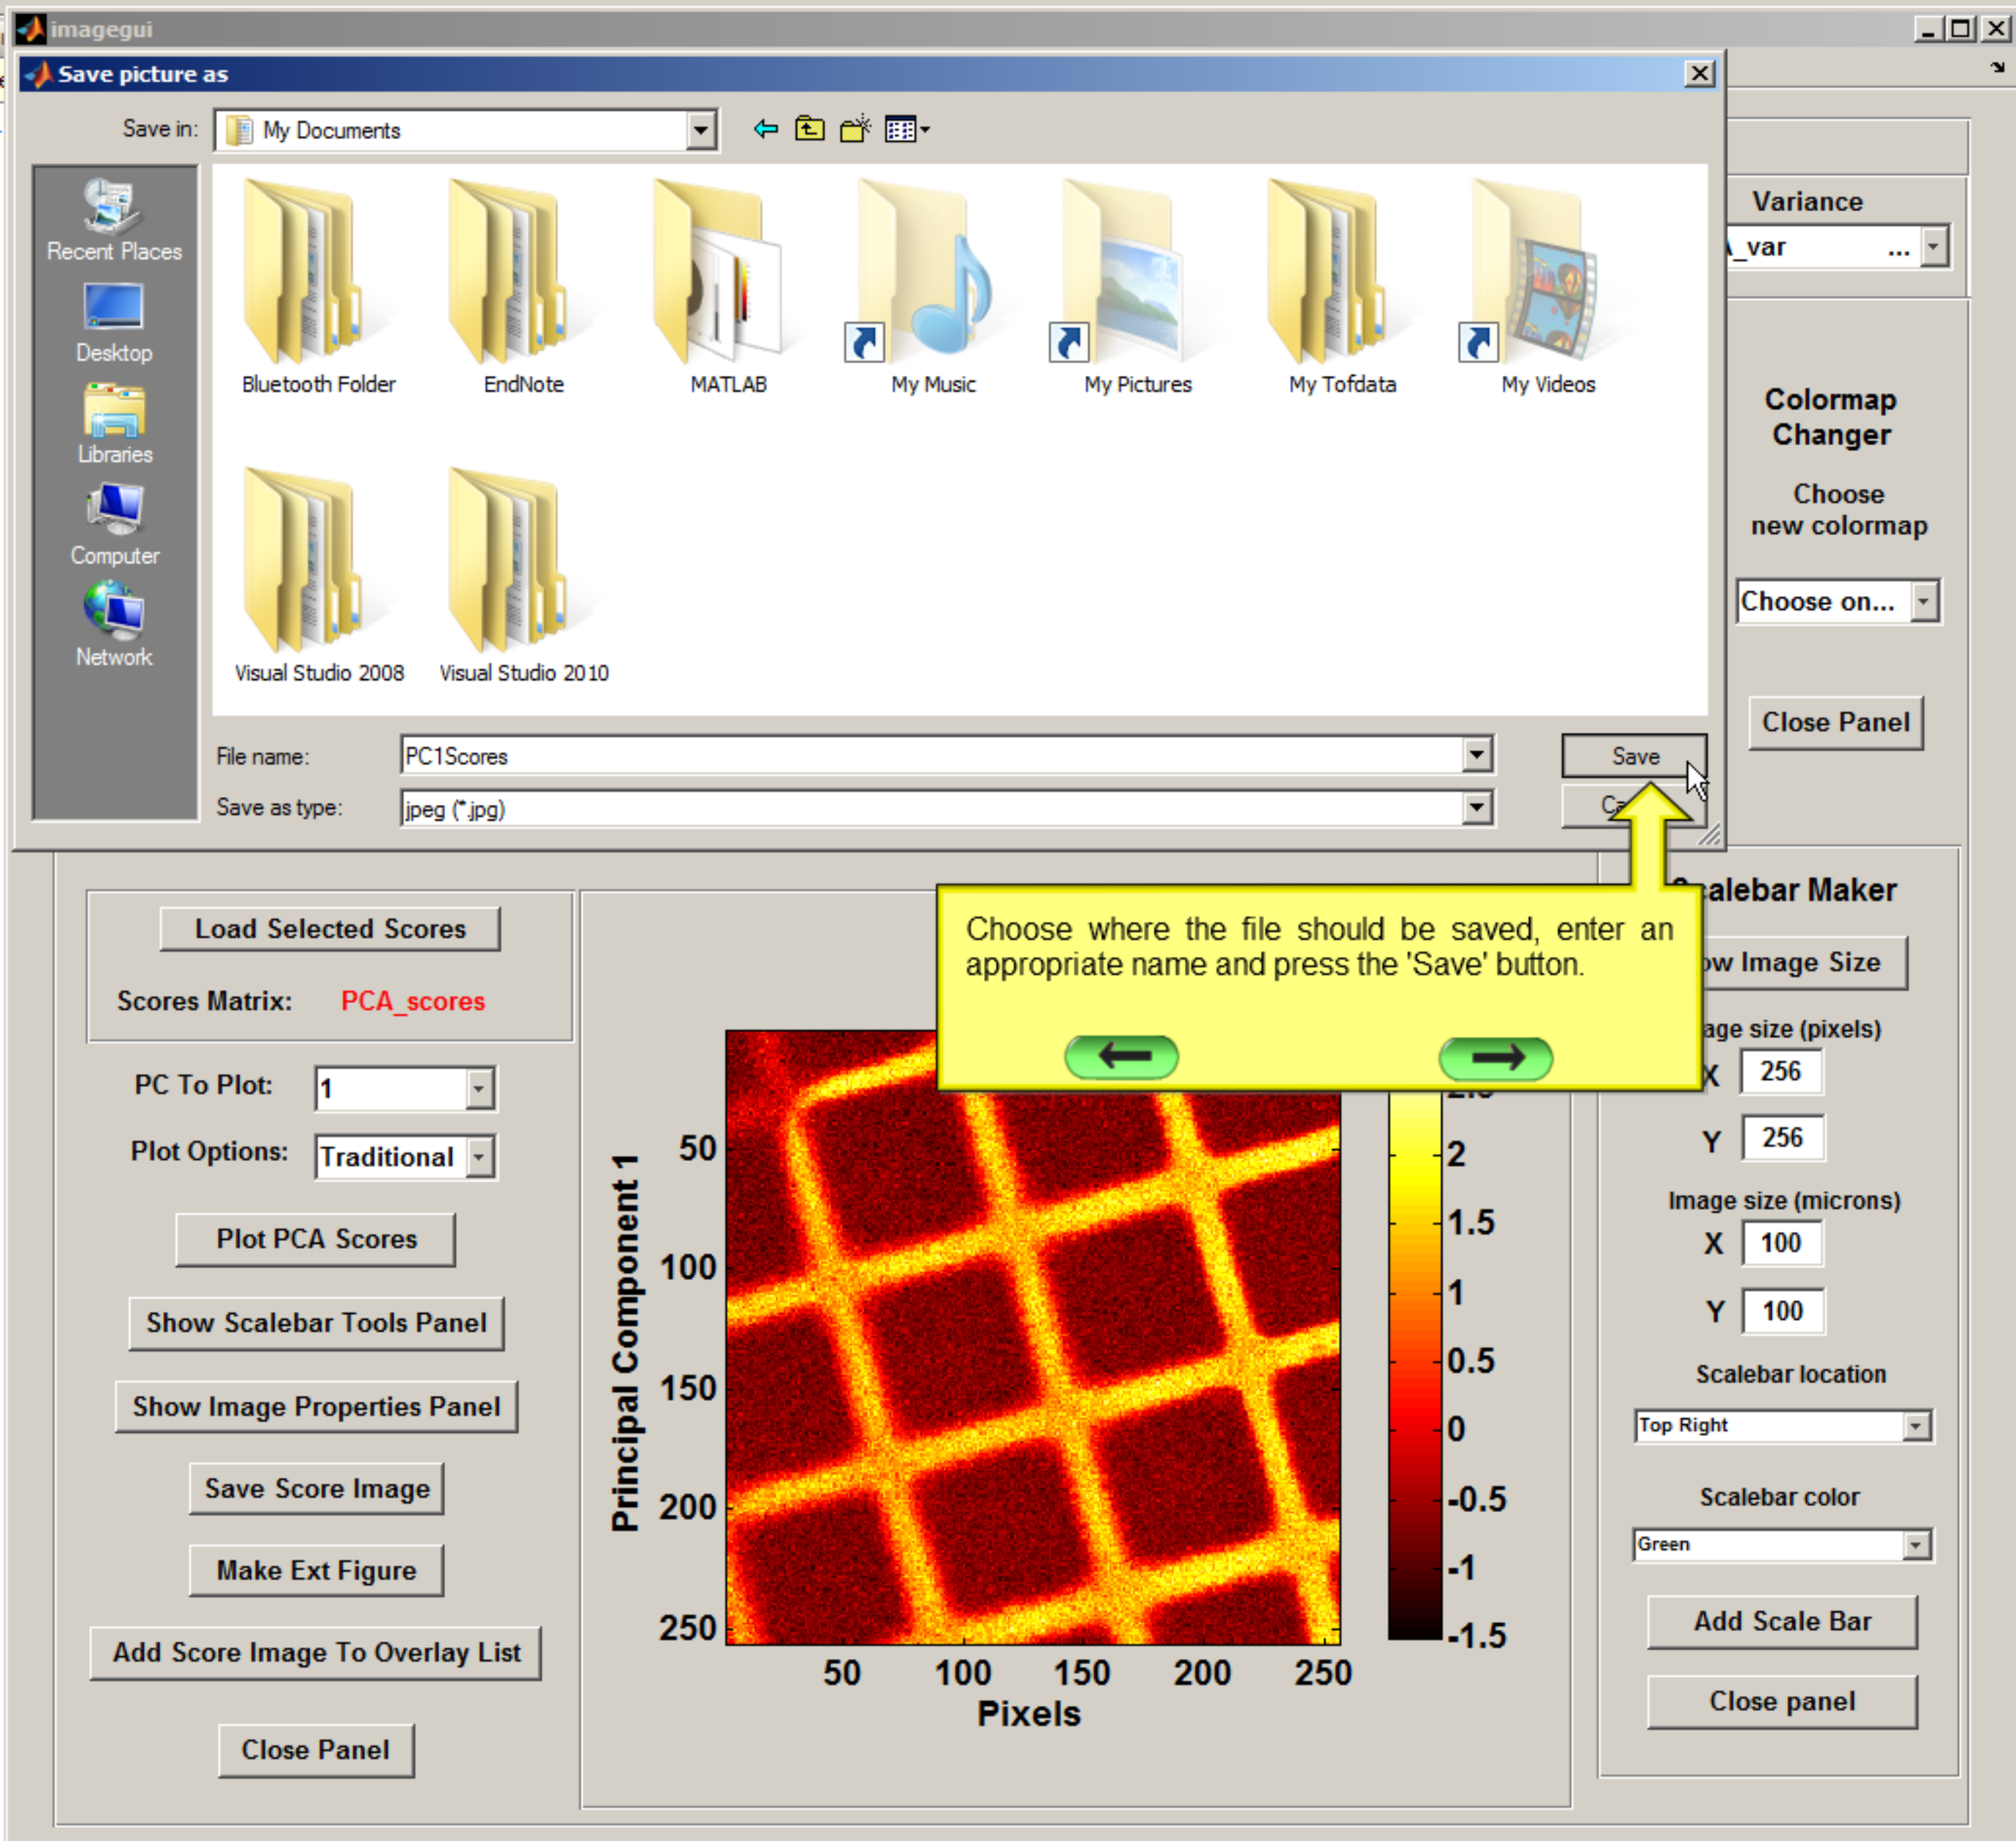 imagegui
Save picture as
Save in:
My Documents
Recent Places
Desktop
Libraries
Computer
Network
Bluetooth Folder
EndNote
MATLAB
My Music
My Pictures
My Tofdata
My Videos
Visual Studio 2008
Visual Studio 2010
File name:
PC1Scores
Save
Save as type:
jpeg (*.jpg)
Variance
_var ...
Colormap
Changer
Choose
new colormap
Choose on...
Close Panel
Choose where the file should be saved, enter an
appropriate name and press the 'Save' button.
Load Selected Scores
Scores Matrix: PCA_scores
PC To Plot: 1
Plot Options: Traditional
Plot PCA Scores
Show Scalebar Tools Panel
Show Image Properties Panel
Save Score Image
Make Ext Figure
Add Score Image To Overlay List
Close Panel
Principal Component 1
50
100
150
200
250
50 100 150 200 250
Pixels
2
1.5
1
0.5
0
-0.5
-1
-1.5
alebar Maker
ow Image Size
age size (pixels)
X 256
Y 256
Image size (microns)
X 100
Y 100
Scalebar location
Top Right
Scalebar color
Green
Add Scale Bar
Close panel